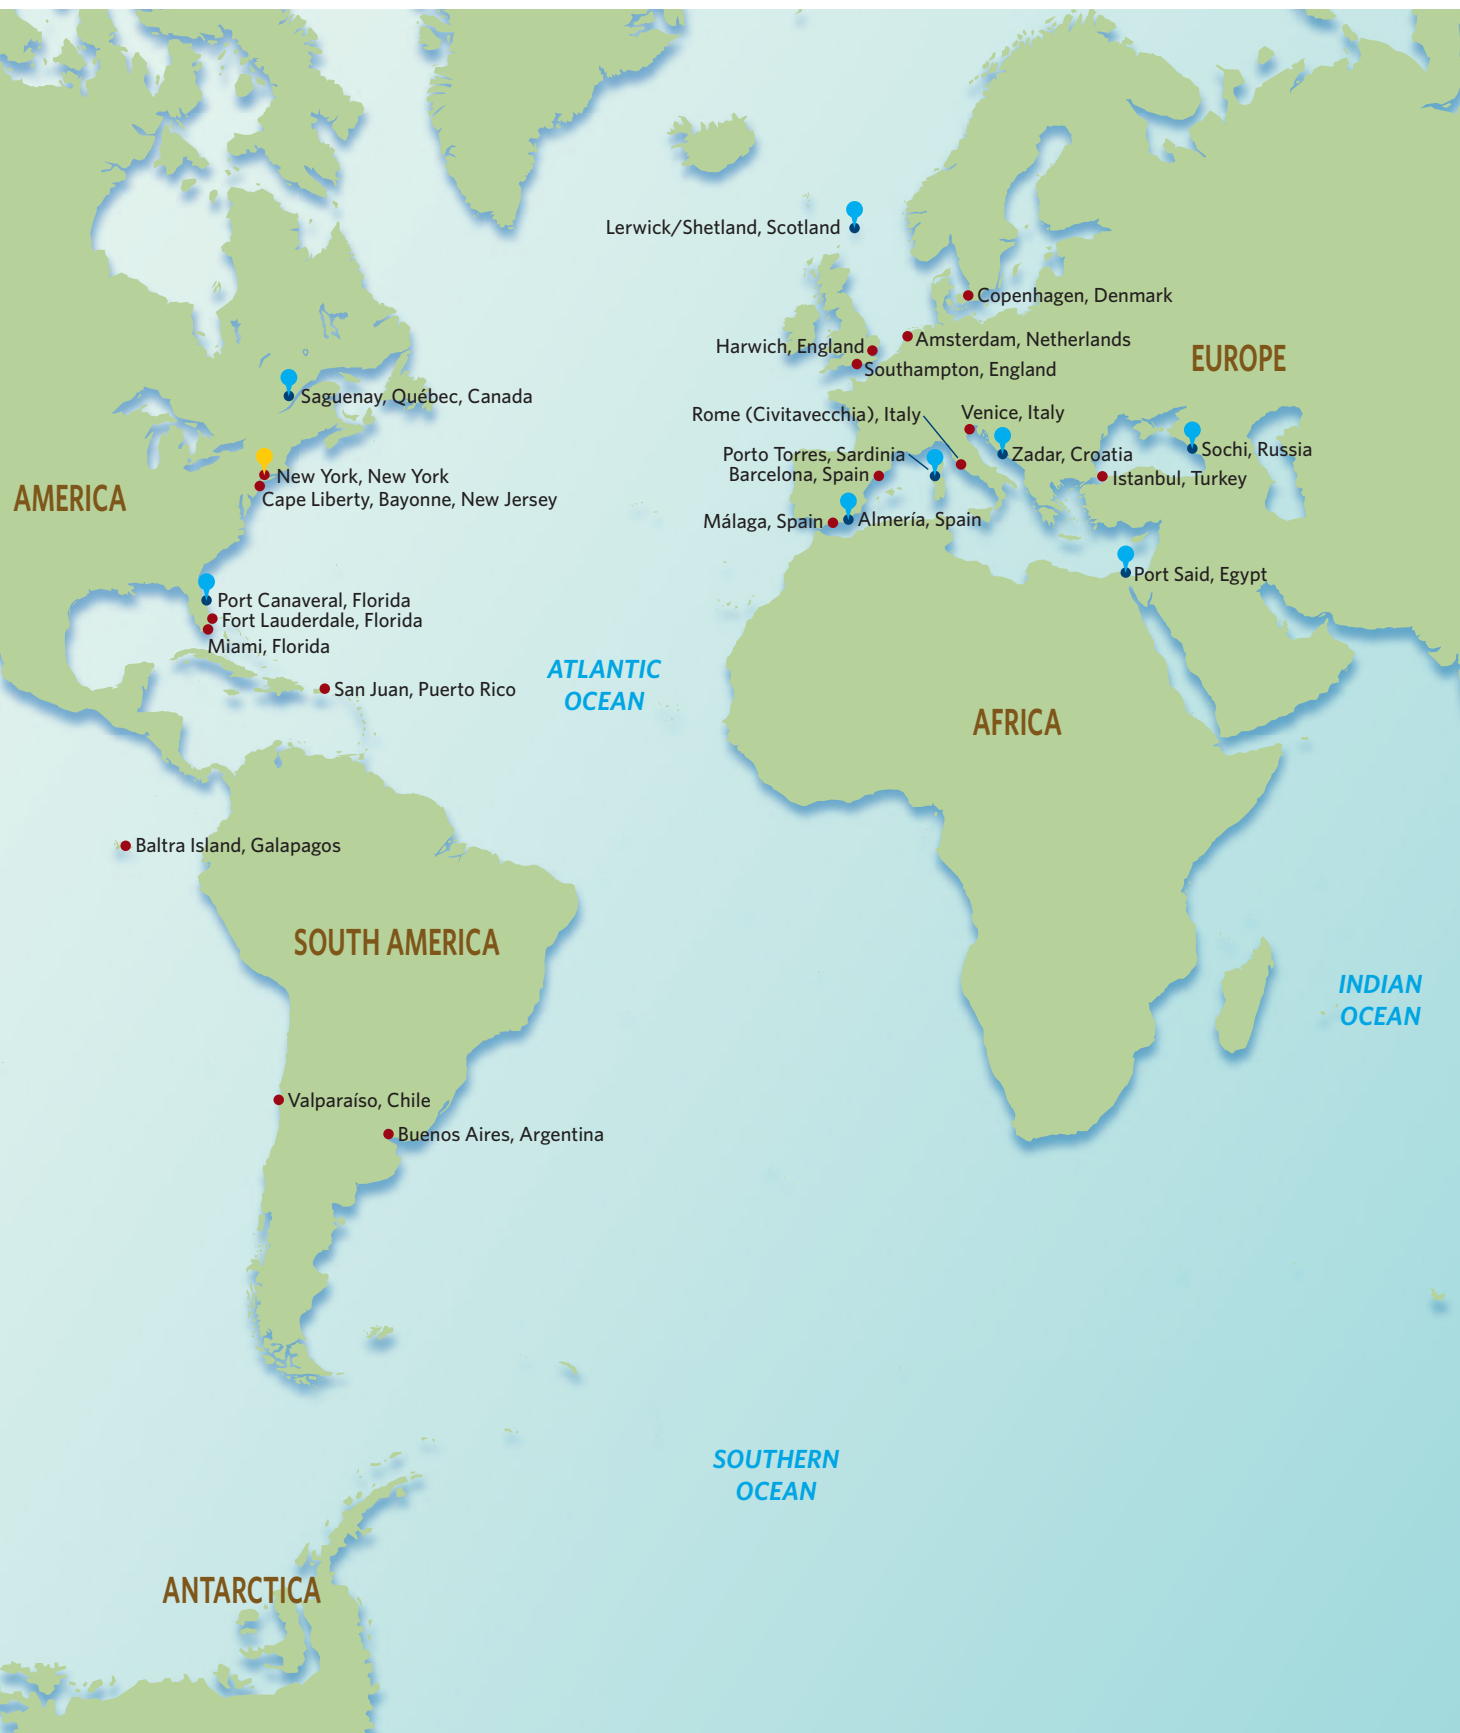 Lerwick/Shetland, Scotland
Copenhagen, Denmark
Amsterdam, Netherlands
Harwich, England
EUROPE
Southampton, England
Saguenay, Québec, Canada
Rome (Civitavecchia), Italy
Venice, Italy
Sochi, Russia
Porto Torres, Sardinia
Zadar, Croatia
Barcelona, Spain
New York, New York
Istanbul, Turkey
AMERICA
Cape Liberty, Bayonne, New Jersey
Málaga, Spain
Almería, Spain
Port Said, Egypt
Port Canaveral, Florida
Fort Lauderdale, Florida
Miami, Florida
ATLANTIC
OCEAN
San Juan, Puerto Rico
AFRICA
Baltra Island, Galapagos
SOUTH AMERICA
INDIAN
OCEAN
Valparaíso, Chile
Buenos Aires, Argentina
SOUTHERN
OCEAN
ANTARCTICA